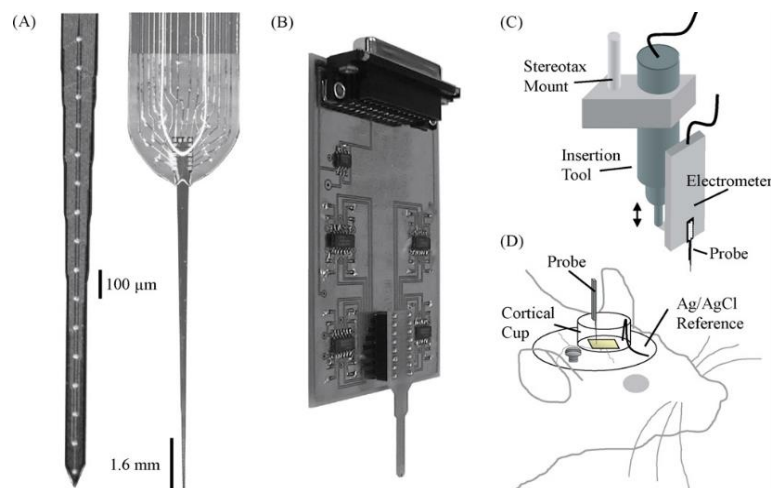 (A)
100 µm
1.6 mm
(B)
(C)
Stereotax
Mount
Insertion
Tool
Electrometer
Probe
(D)
Probe
Cortical
Cup
Ag/AgCl
Reference